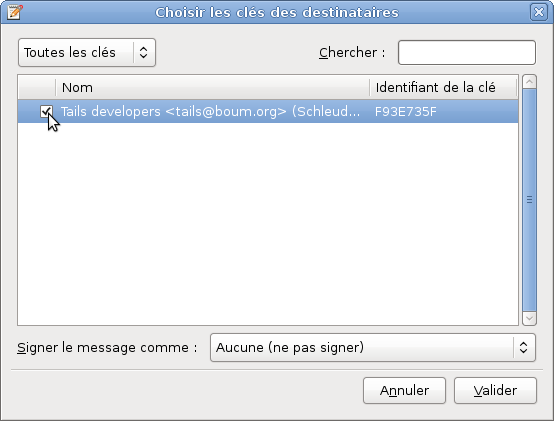 Choisir les clés des destinataires
Toutes les clés
Chercher :
Nom
Identifiant de la clé
Tails developers <tails@boum.org> (Schleud...
F93E735F
Signer le message comme :
Aucune (ne pas signer)
Annuler
Valider